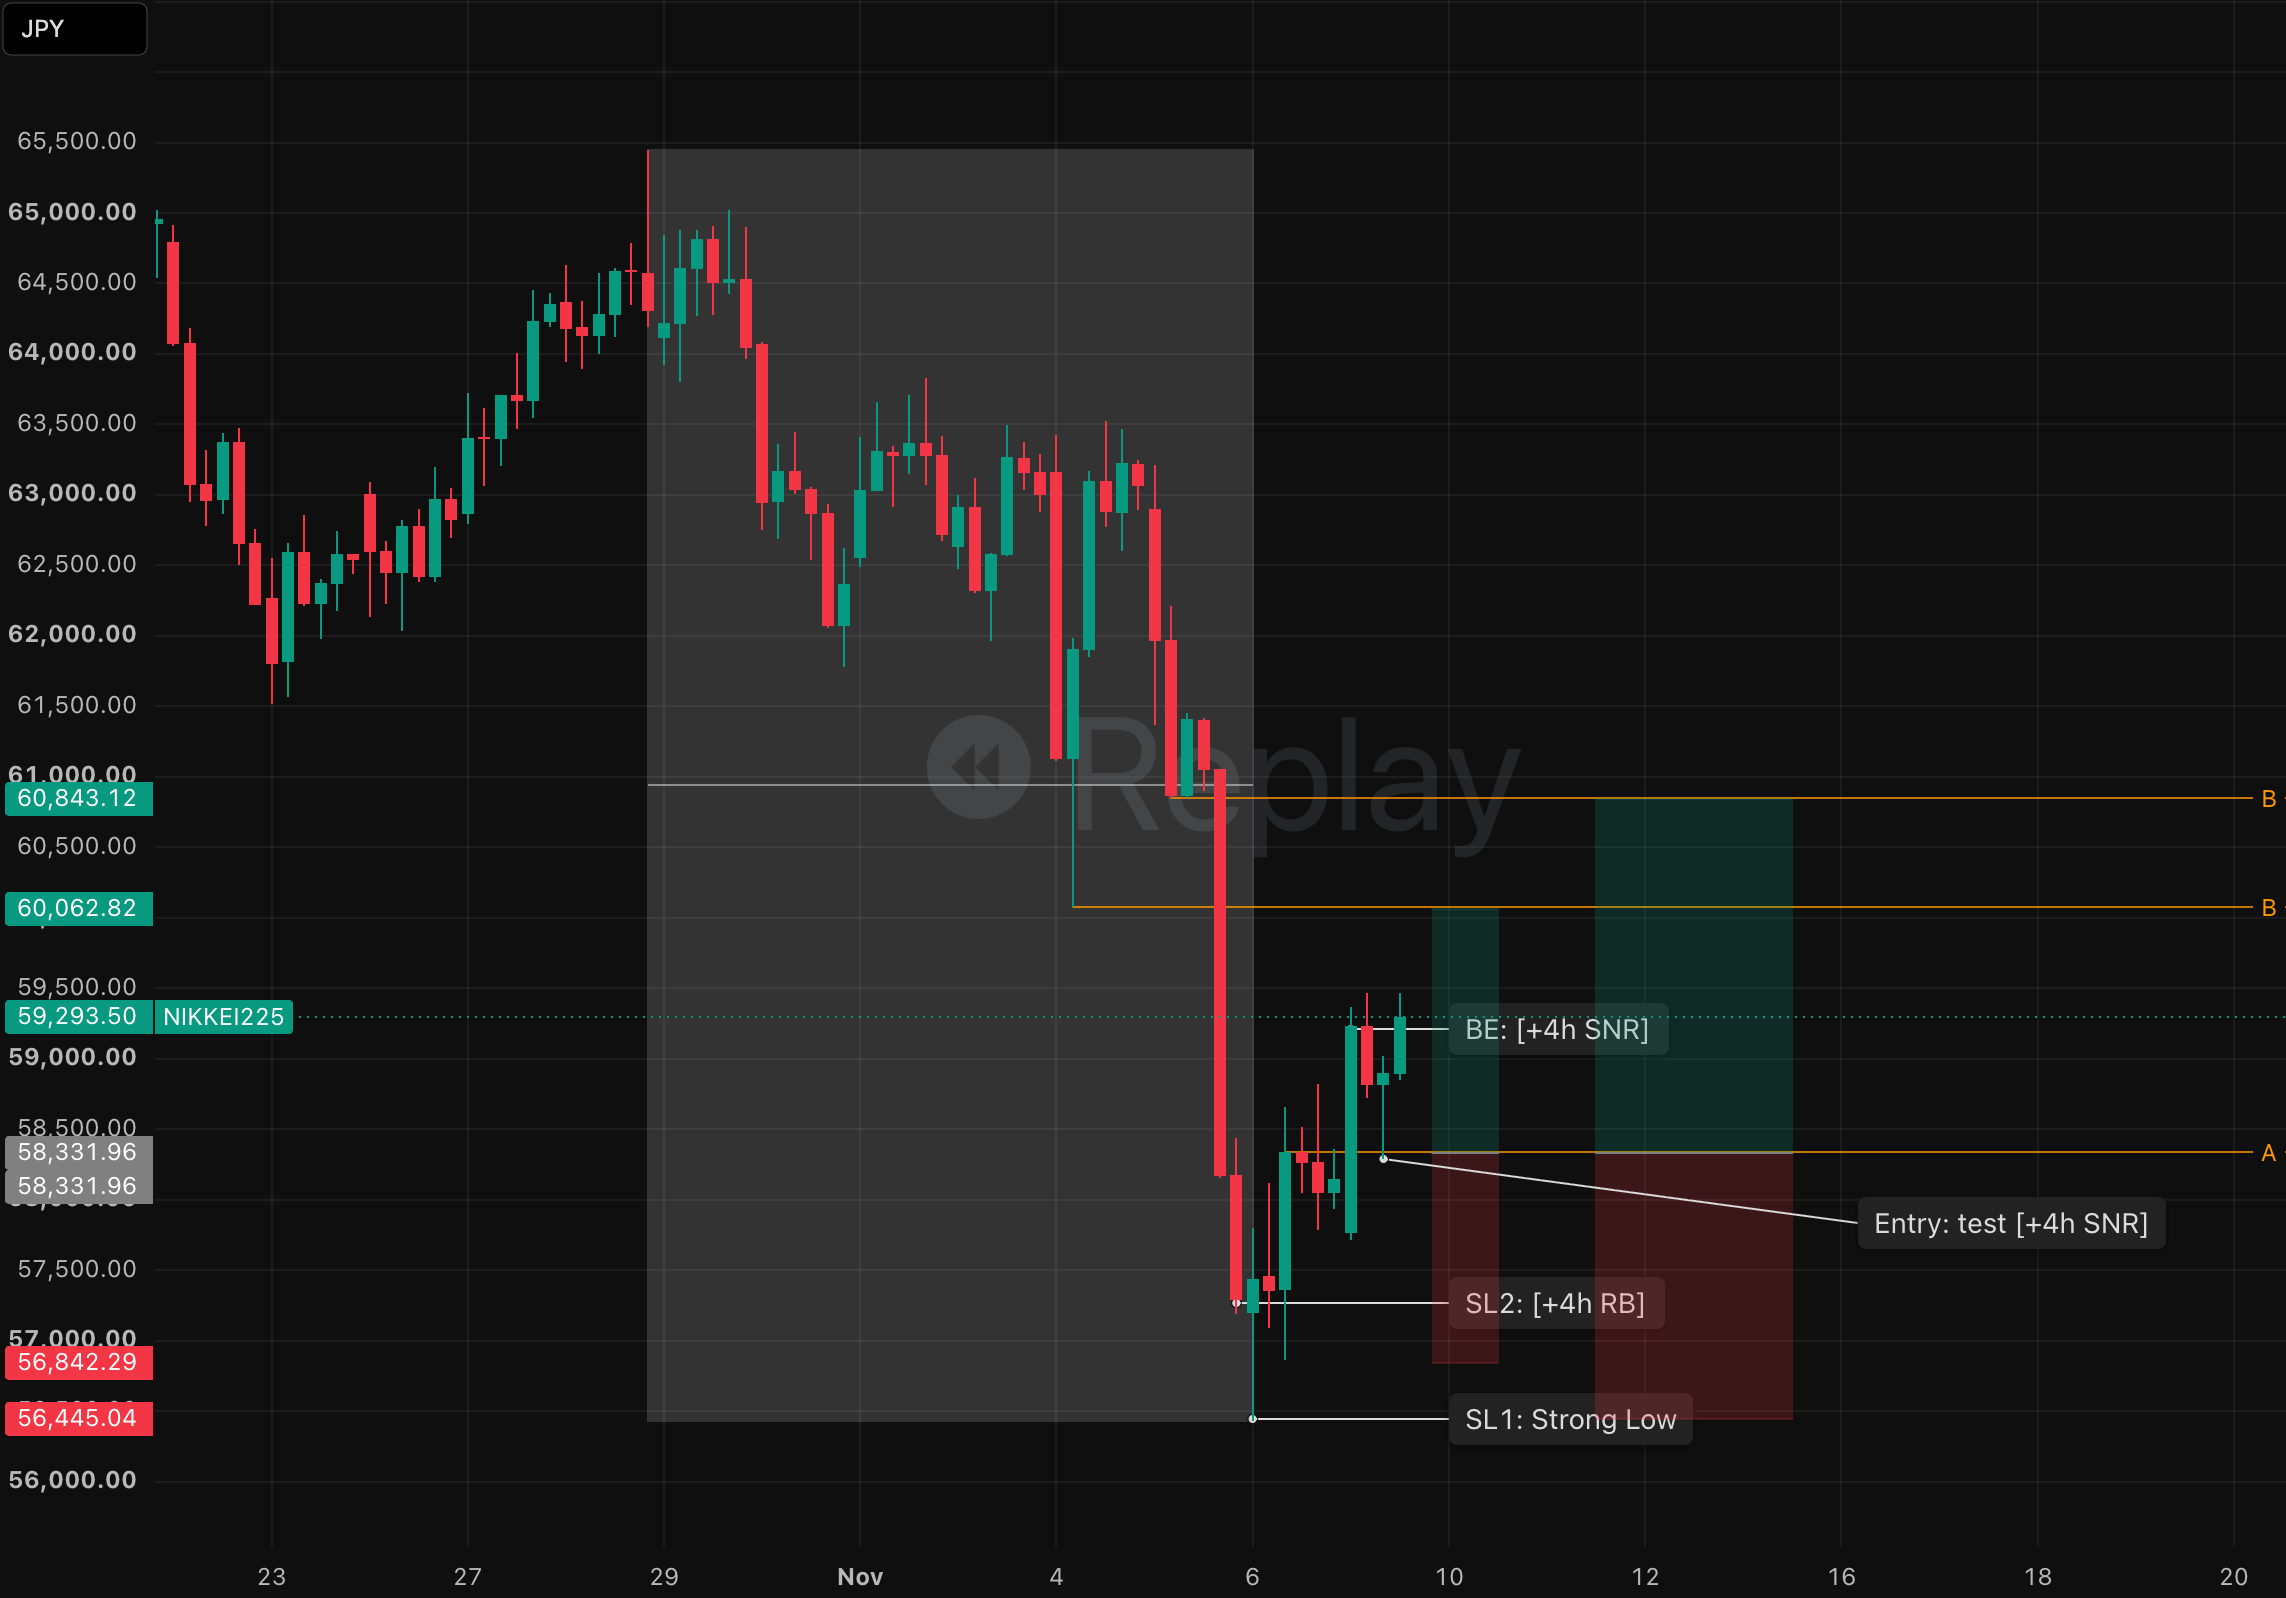 JPY
65,500.00
65,000.00
64,500.00
64,000.00
63,500.00
63,000.00
62,500.00
62,000.00
61,500.00
61,000.00
60,843.12
60,500.00
60,062.82
59,500.00
59,293.50 NIKKEI225
59,000.00
58,500.00
58,331.96
58,331.96
57,500.00
57,000.00
56,842.29
56,445.04
56,000.00
Replay
B
B
BE: [+4h SNR]
A
Entry: test [+4h SNR]
SL2: [+4h RB]
SL1: Strong Low
23 27 29 Nov 4 6 10 12 16 18 20